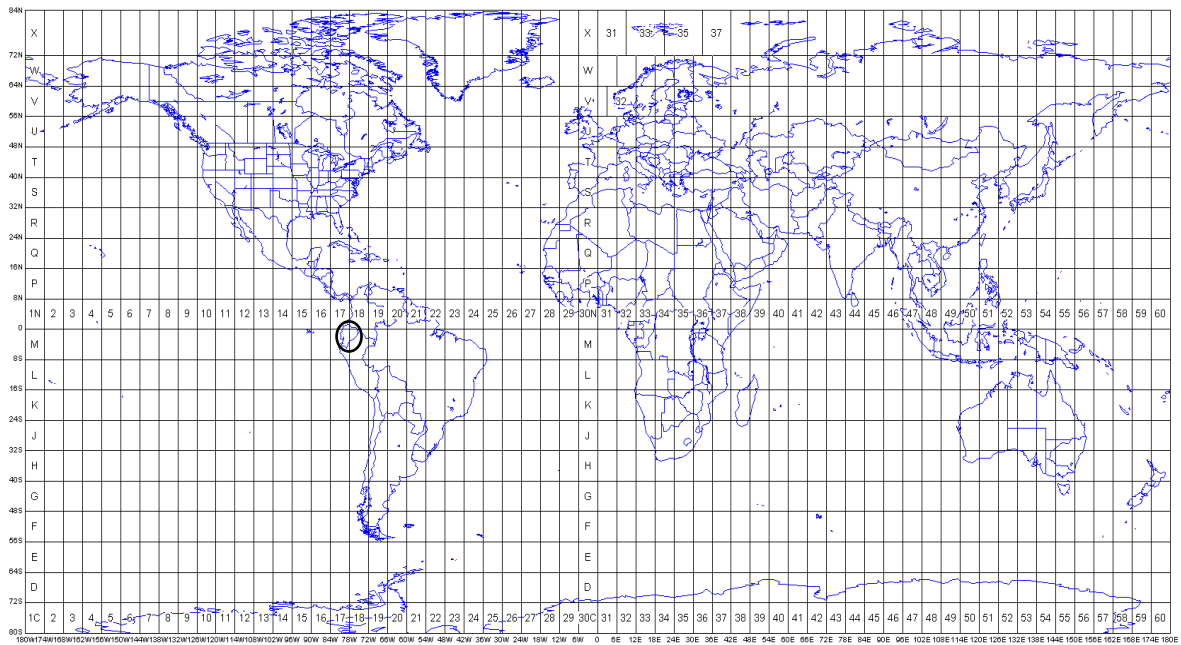 84N
X X 31 33 35 37
72N
W W
64N
V V 32
56N
U U
48N
T T
40N
S S
32N
R R
24N
Q Q
16N
P P
8N
1N 2 3 4 5 6 7 8 9 10 11 12 13 14 15 16 17 18 19 20 21 22 23 24 25 26 27 28 29 30N 31 32 33 34 35 36 37 38 39 40 41 42 43 44 45 46 47 48 49 50 51 52 53 54 55 56 57 58 59 60
0
M M
8S
L L
16S
K K
24S
J J
32S
H H
40S
G G
48S
F F
56S
E E
64S
D D
72S
1C 2 3 4 5 6 7 8 9 10 11 12 13 14 15 16 17 18 19 20 21 22 23 24 25 26 27 28 29 30C 31 32 33 34 35 36 37 38 39 40 41 42 43 44 45 46 47 48 49 50 51 52 53 54 55 56 57 58 59 60
80S
180W 174W 168W 162W 156W 150W 144W 138W 132W 126W 120W 114W 108W 102W 96W 90W 84W 78W 72W 66W 60W 54W 48W 42W 36W 30W 24W 18W 12W 6W 0 6E 12E 18E 24E 30E 36E 42E 48E 54E 60E 66E 72E 78E 84E 90E 96E 102E 108E 114E 120E 126E 132E 138E 144E 150E 156E 162E 168E 174E 180E